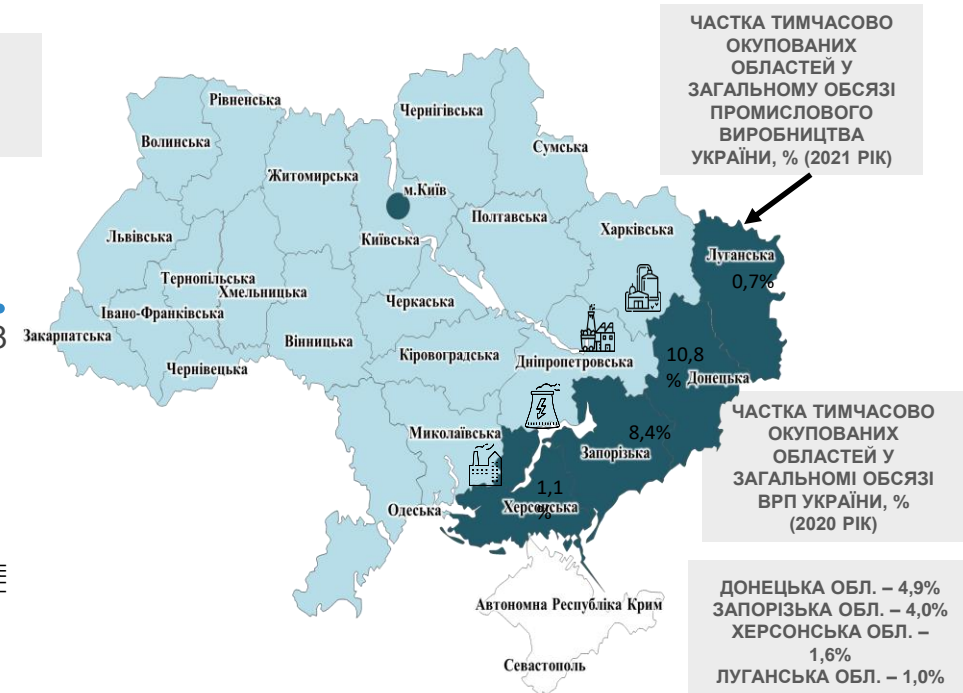 ЧАСТКА ТИМЧАСОВО
ОКУПОВАНИХ
ОБЛАСТЕЙ У
ЗАГАЛЬНОМУ ОБСЯЗІ
ПРОМИСЛОВОГО
ВИРОБНИЦТВА
УКРАЇНИ, % (2021 РІК)
Рівненська
Чернігівська
Волинська
Сумська
Житомирська
м.Київ
Полтавська
Харківська
Львівська
Київська
Луганська
0,7%
Тернопільська
Хмельницька
Черкаська
Івано-Франківська
3
Закарпатська
Вінницька
Кіровоградська
Дніпропетровська
10,8
%
Донецька
Чернівецька
ЧАСТКА ТИМЧАСОВО
ОКУПОВАНИХ
ОБЛАСТЕЙ У
ЗАГАЛЬНОМІ ОБСЯЗІ
ВРП УКРАЇНИ, %
(2020 РІК)
Миколаївська
8,4%
Запорізька
1,1
%
Херсонська
Одеська
Автономна Республіка Крим
Севастополь
ДОНЕЦЬКА ОБЛ. – 4,9%
ЗАПОРІЗЬКА ОБЛ. – 4,0%
ХЕРСОНСЬКА ОБЛ. –
1,6%
ЛУГАНСЬКА ОБЛ. – 1,0%